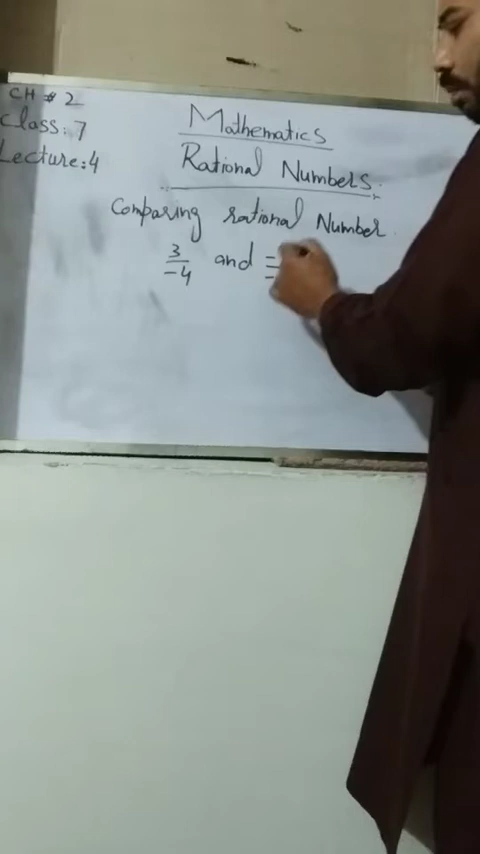 CH # 2
Class: 7
Lecture: 4
Mathematics
Rational Numbers.
Comparing rational Number.
3/-4 and